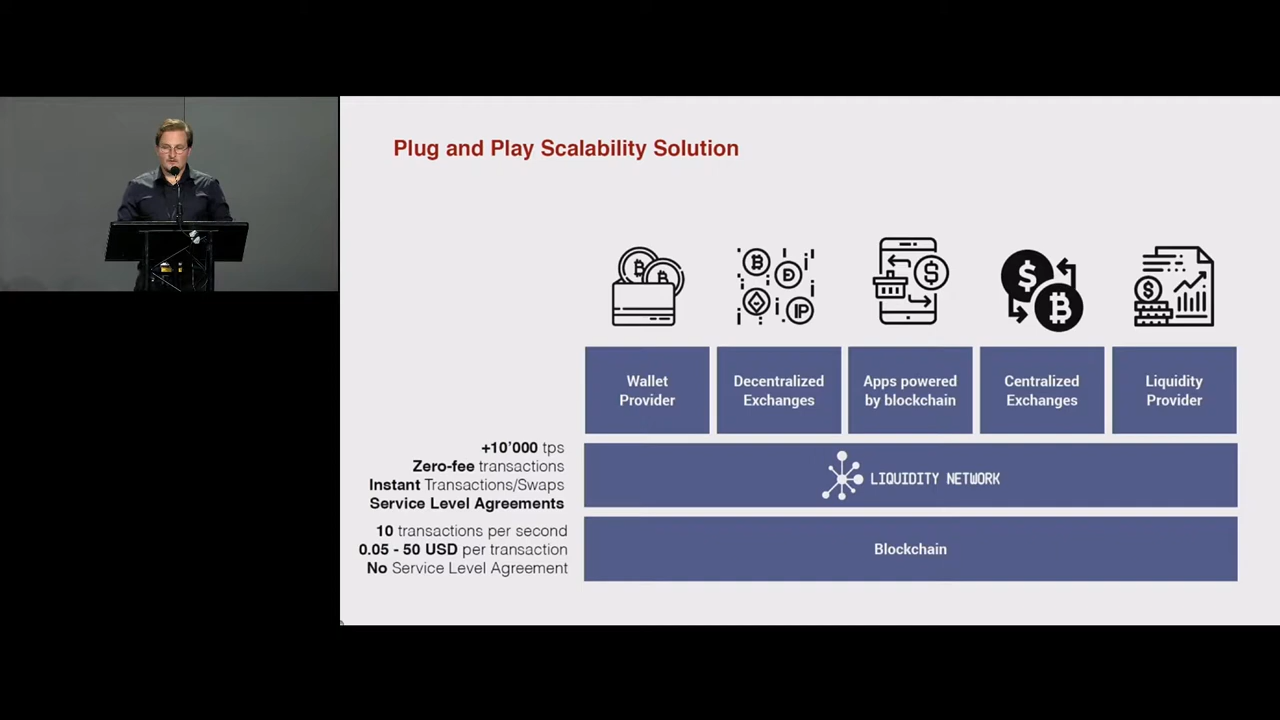 Plug and Play Scalability Solution
Wallet
Provider
Decentralized
Exchanges
Apps powered
by blockchain
Centralized
Exchanges
Liquidity
Provider
+10’000 tps
Zero-fee transactions
Instant Transactions/Swaps
Service Level Agreements
LIQUIDITY NETWORK
10 transactions per second
0.05 - 50 USD per transaction
No Service Level Agreement
Blockchain